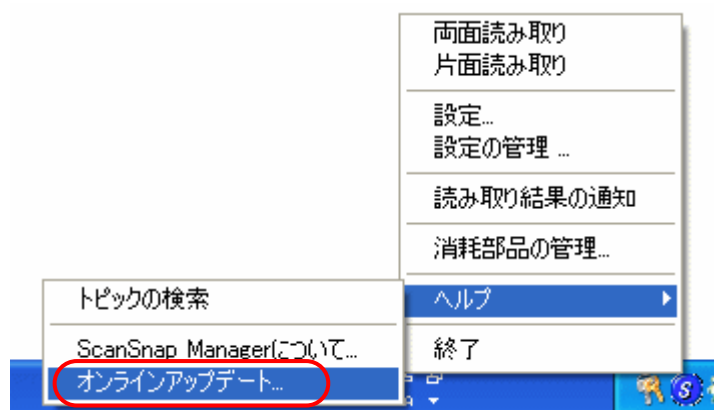 両面読み取り
片面読み取り
設定...
設定の管理 ...
読み取り結果の通知
消耗部品の管理...
ヘルプ
終了
トピックの検索
ScanSnap Managerについて...
オンラインアップデート...
S